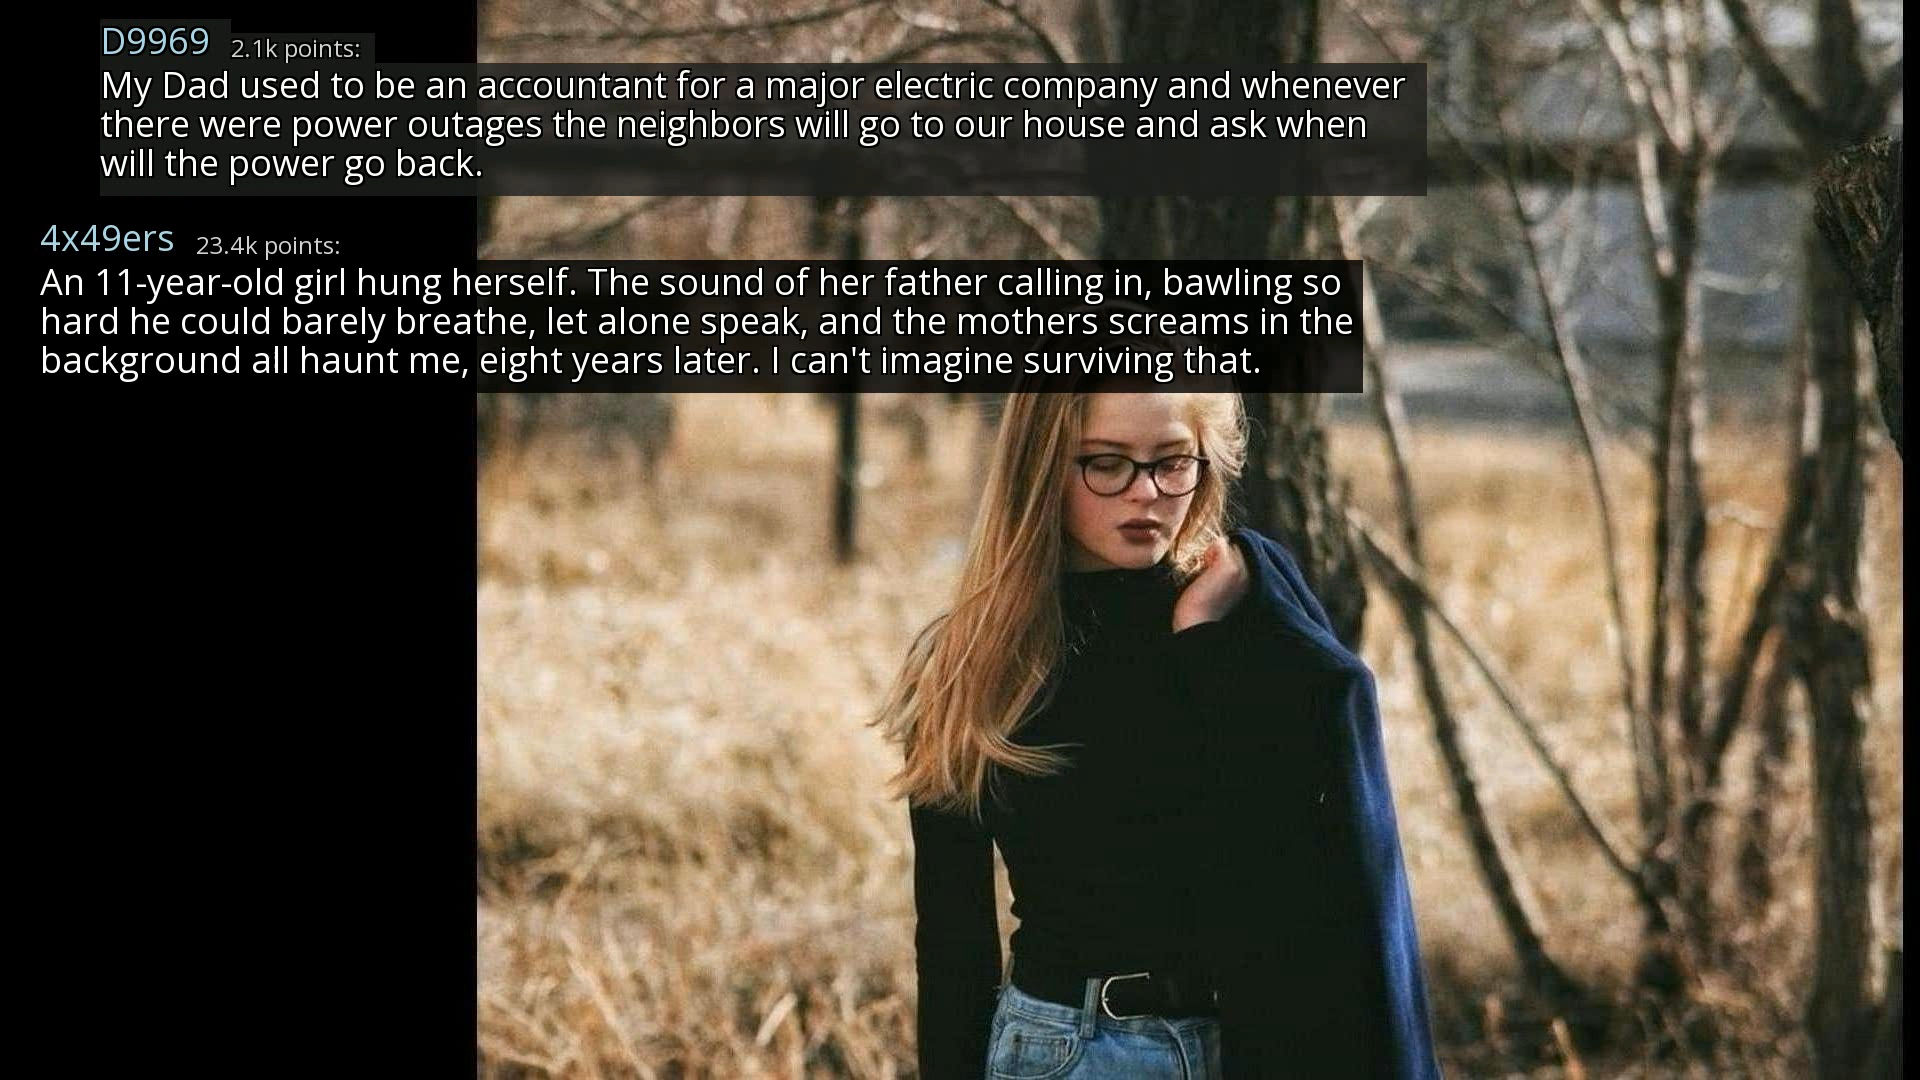 D9969 2.1k points:
My Dad used to be an accountant for a major electric company and whenever
there were power outages the neighbors will go to our house and ask when
will the power go back.
4x49ers 23.4k points:
An 11-year-old girl hung herself. The sound of her father calling in, bawling so
hard he could barely breathe, let alone speak, and the mothers screams in the
background all haunt me, eight years later. I can't imagine surviving that.